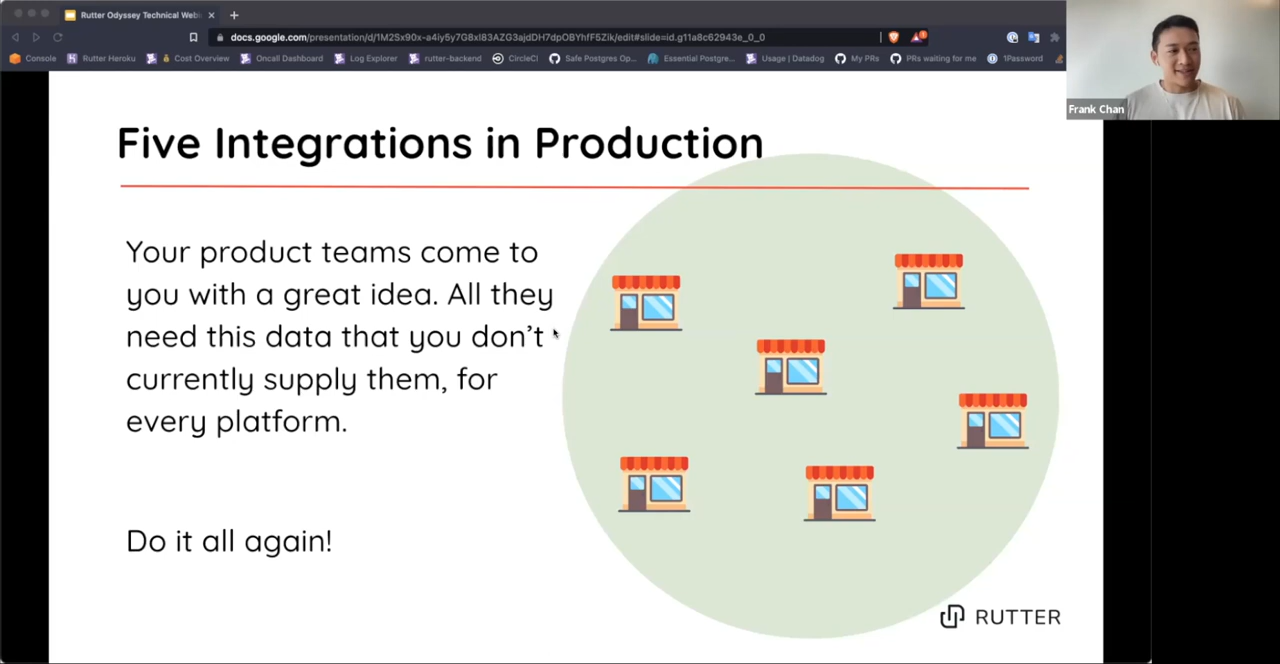 Rutter Odyssey Technical Web
docs.google.com/presentation/d/1M2Sx90x-a4iy5y7G8xI83AZG3ajdDH7dpOBYhfF5Zik/edit#slide=id.g11a8c62943e_0_0
Console
Rutter Heroku
Cost Overview
Oncall Dashboard
Log Explorer
rutter-backend
CircleCI
Safe Postgres Op...
Essential Postgre...
Usage | Datadog
My PRs
PRs waiting for me
1Password
Frank Chan
Five Integrations in Production
Your product teams come to
you with a great idea. All they
need this data that you don't
currently supply them, for
every platform.
Do it all again!
RUTTER